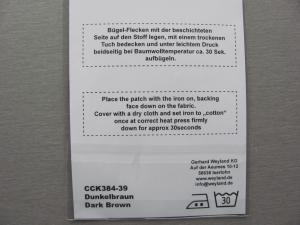 Bügel-Flecken mit der beschichteten
Seite auf den Stoff legen, mit einem trockenen
Tuch bedecken und unter leichtem Druck
beidseitig bei Baumwolltemperatur ca. 30 Sek.
aufbügeln.
Place the patch with the iron on, backing
face down on the fabric.
Cover with a dry cloth and set iron to „cotton"
once at correct heat press firmly
down for approx 30seconds
Gerhard Weyland KG
Auf der Aeumes 10-12
58638 Iserlohn
www.weyland.de
info@weyland.de
CCK384-39
Dunkelbraun
Dark Brown
30